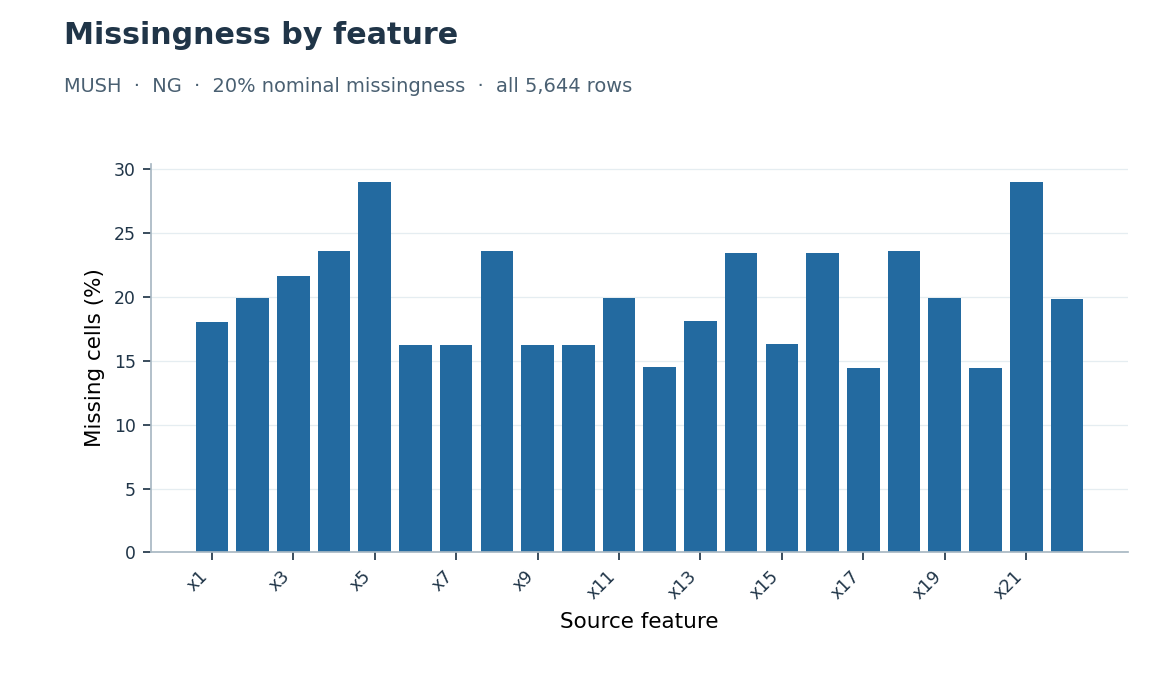 Missingness by feature
MUSH · NG · 20% nominal missingness · all 5,644 rows
30
25
20
15
10
5
0
Missing cells (%)
x1 x3 x5 x7 x9 x11 x13 x15 x17 x19 x21
Source feature